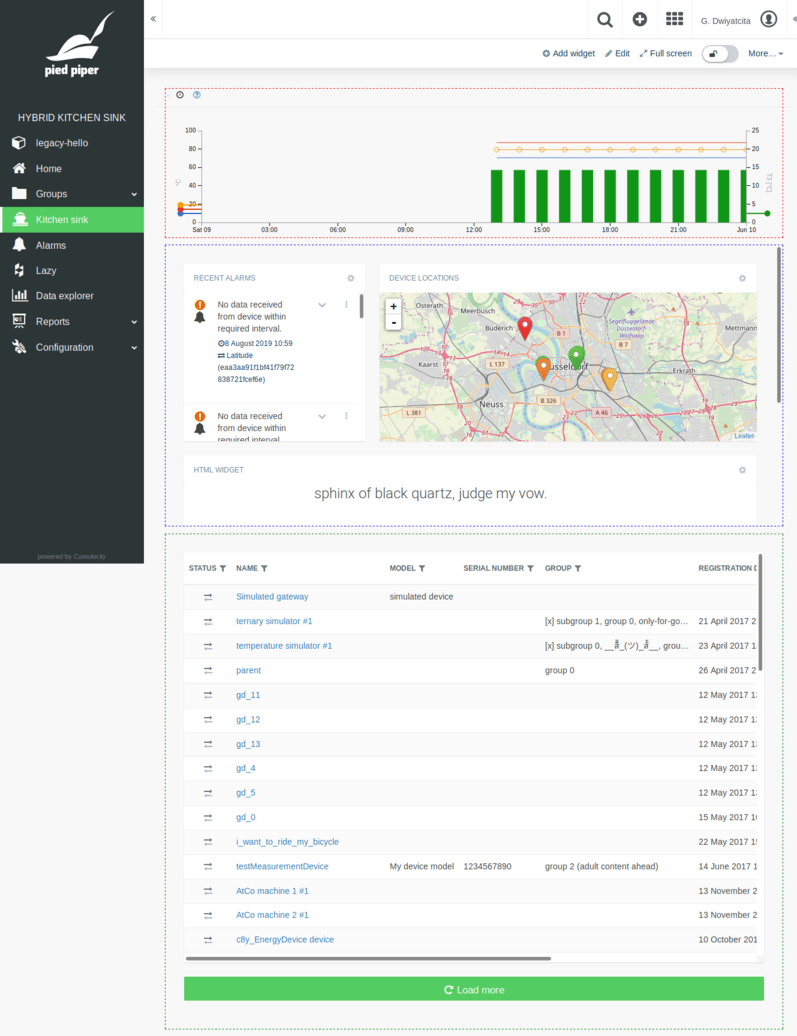 pied piper
HYBRID KITCHEN SINK
legacy-hello
Home
Groups
Kitchen sink
Alarms
Lazy
Data explorer
Reports
Configuration
powered by Cumulocity
G. Dwiyatcita
Add widget Edit Full screen More...
100 80 60 40 20 0
°C
25 20 15 10 5 0
T3 [°C]
Sat 09 03:00 06:00 09:00 12:00 15:00 18:00 21:00 Jun 10
RECENT ALARMS
No data received
from device within
required interval.
8 August 2019 10:59
Latitude
(eaa3aa91f1bf41f79f72
838721fcef6e)
No data received
from device within
required interval.
DEVICE LOCATIONS
+
-
Osterath
Meerbusch
Büderich
Kaarst
Neuss
Düsseldorf
Segelfluggelände
Düsseldorf
Wolfsaap
Mettmann
Erkrath
B 1
B 7
L 137
B 326
L 381
A 46
Leaflet
HTML WIDGET
sphinx of black quartz, judge my vow.
STATUS NAME MODEL SERIAL NUMBER GROUP REGISTRATION D
Simulated gateway simulated device
ternary simulator #1 [x] subgroup 1, group 0, only-for-go... 21 April 2017 2
temperature simulator #1 [x] subgroup 0, 23 April 2017 1
parent group 0 26 April 2017 2
gd_11 12 May 2017 1
gd_12 12 May 2017 1
gd_13 12 May 2017 1
gd_4 12 May 2017 1
gd_5 12 May 2017 1
gd_0 15 May 2017 1
i_want_to_ride_my_bicycle 22 May 2017 1
testMeasurementDevice My device model 1234567890 group 2 (adult content ahead) 14 June 2017 1
AtCo machine 1 #1 13 November 2
AtCo machine 2 #1 13 November 2
c8y_EnergyDevice device 10 October 201
Load more